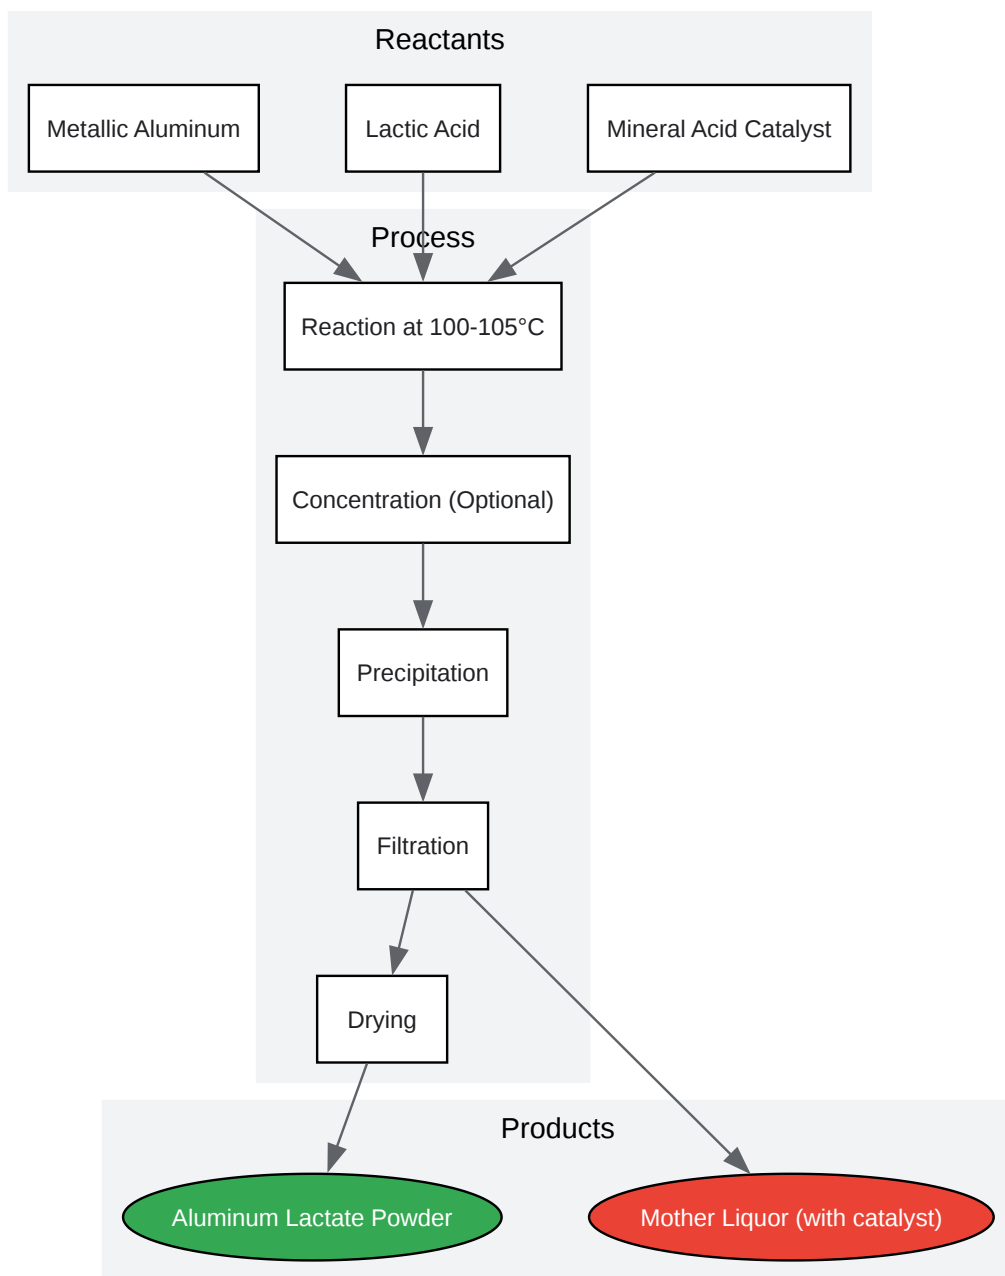 Reactants
Metallic Aluminum
Lactic Acid
Mineral Acid Catalyst
Process
Reaction at 100-105°C
Concentration (Optional)
Precipitation
Filtration
Drying
Products
Aluminum Lactate Powder
Mother Liquor (with catalyst)